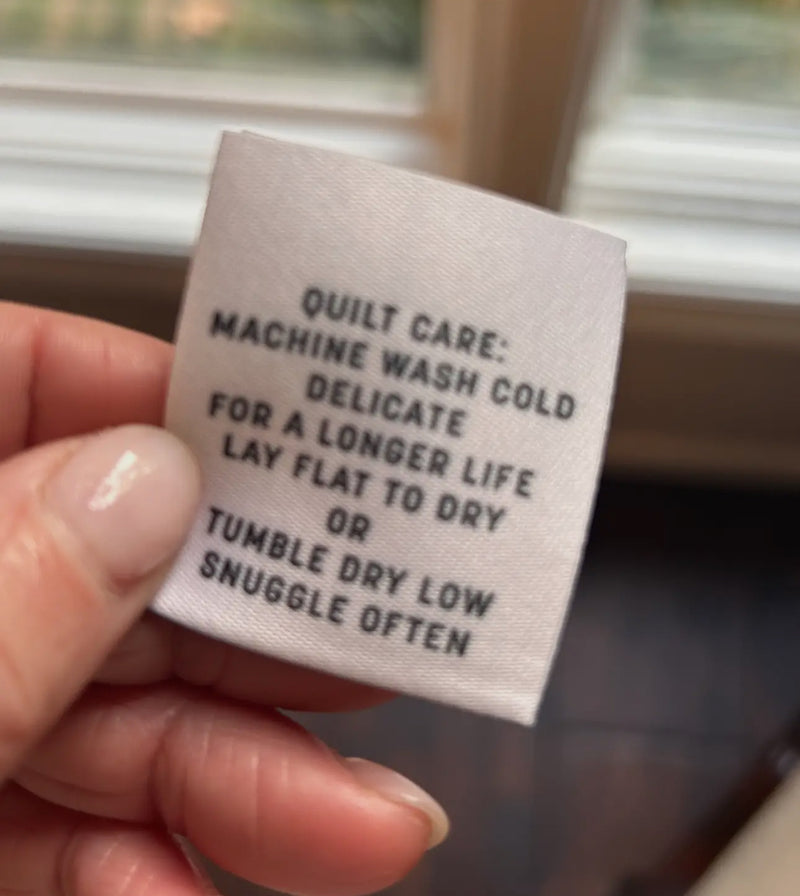 QUILT CARE:
MACHINE WASH COLD
DELICATE
FOR A LONGER LIFE
LAY FLAT TO DRY
OR
TUMBLE DRY LOW
SNUGGLE OFTEN